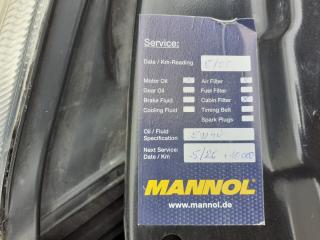 Service:
Date / Km-Reading 5/25
Motor Oil Air Filter
Gear Oil Fuel Filter
Brake Fluid Cabin Filter
Cooling Fluid Timing Belt
Spark Plugs
Oil / Fluid
Specification 5W40
Next Service:
Date / Km 5/26
MANNOL
www.mannol.de